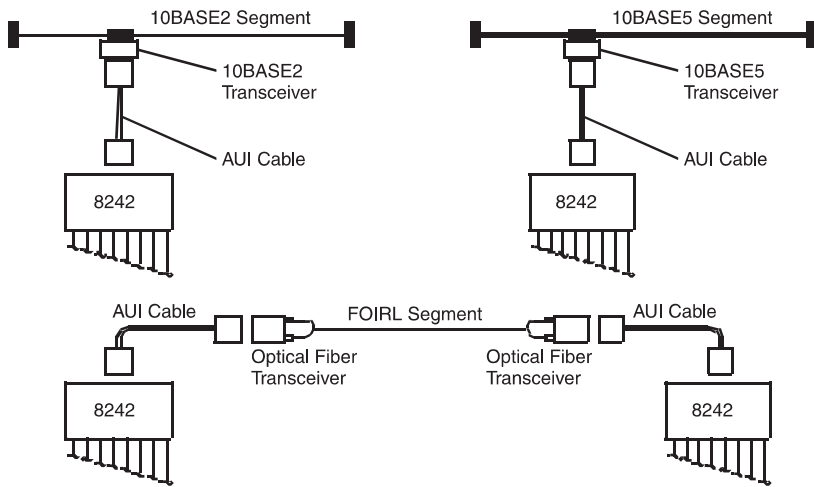 10BASE2 Segment
10BASE2
Transceiver
AUI Cable
8242
10BASE5 Segment
10BASE5
Transceiver
AUI Cable
8242
AUI Cable
FOIRL Segment
AUI Cable
Optical Fiber
Transceiver
Optical Fiber
Transceiver
8242
8242